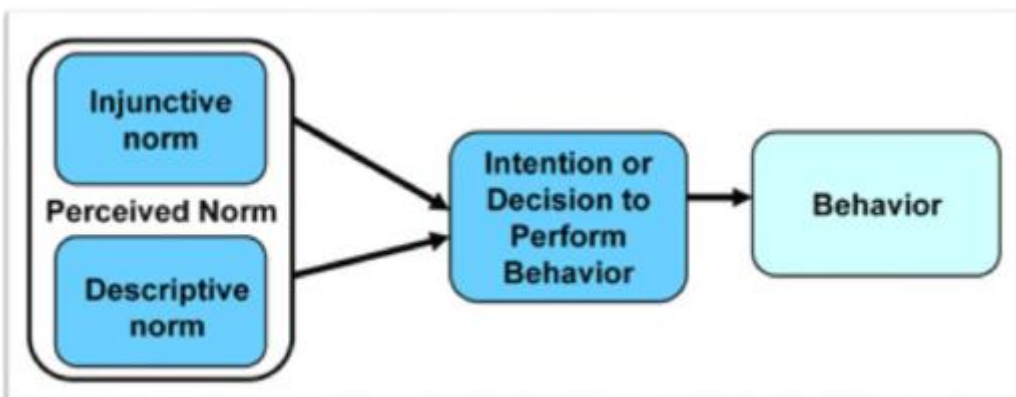 Injunctive
norm
Perceived Norm
Descriptive
norm
Intention or
Decision to
Perform
Behavior
Behavior